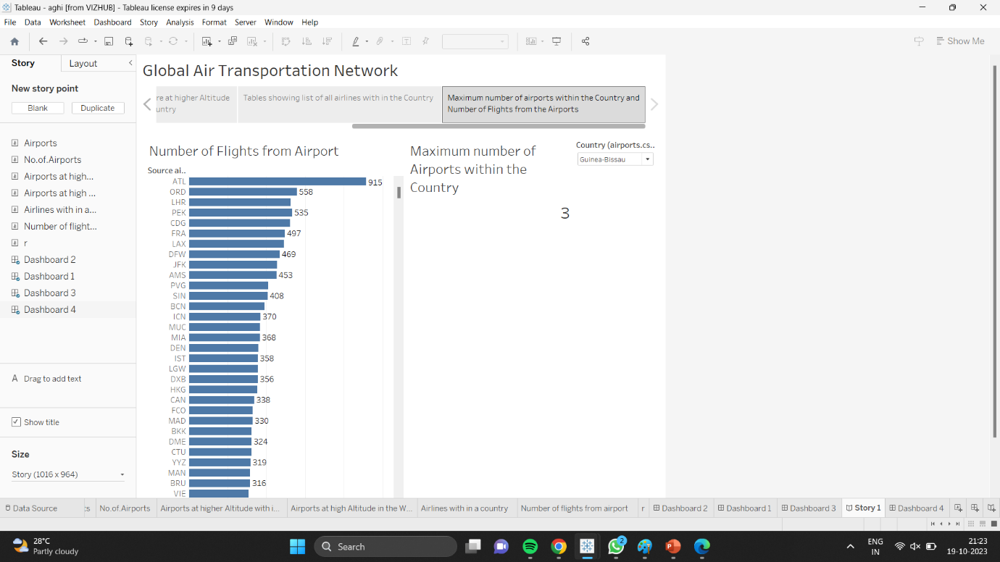 Tableau - aghi [from VIZHUB] - Tableau license expires in 9 days
File Data Worksheet Dashboard Story Analysis Format Server Window Help
Show Me
Story
Layout
New story point
Blank
Duplicate
Airports
No.of.Airports
Airports at high...
Airports at high ...
Airlines with in a...
Number of flight...
r
Dashboard 2
Dashboard 1
Dashboard 3
Dashboard 4
A Drag to add text
Show title
Size
Story (1016 x 964)
Global Air Transportation Network
re at higher Altitude
untry
Tables showing list of all airlines with in the Country
Maximum number of airports within the Country and
Number of Flights from the Airports
Number of Flights from Airport
Source ai..
ATL 915
ORD 558
LHR
PEK 535
CDG
FRA 497
LAX
DFW 469
JFK
AMS 453
PVG
SIN 408
BCN
ICN 370
MUC
MIA 368
DEN
IST 358
LGW
DXB 356
HKG
CAN 338
FCO
MAD 330
BKK
DME 324
CTU
YYZ 319
MAN
BRU 316
VIE
Maximum number of
Airports within the
Country
3
Country (airports.cs..
Guinea-Bissau
Data Source
:s
No.of.Airports
Airports at higher Altitude with i...
Airports at high Altitude in the W...
Airlines with in a country
Number of flights from airport
r
Dashboard 2
Dashboard 1
Dashboard 3
Story 1
Dashboard 4
28°C
Partly cloudy
Search
2
ENG
IN
21:23
19-10-2023